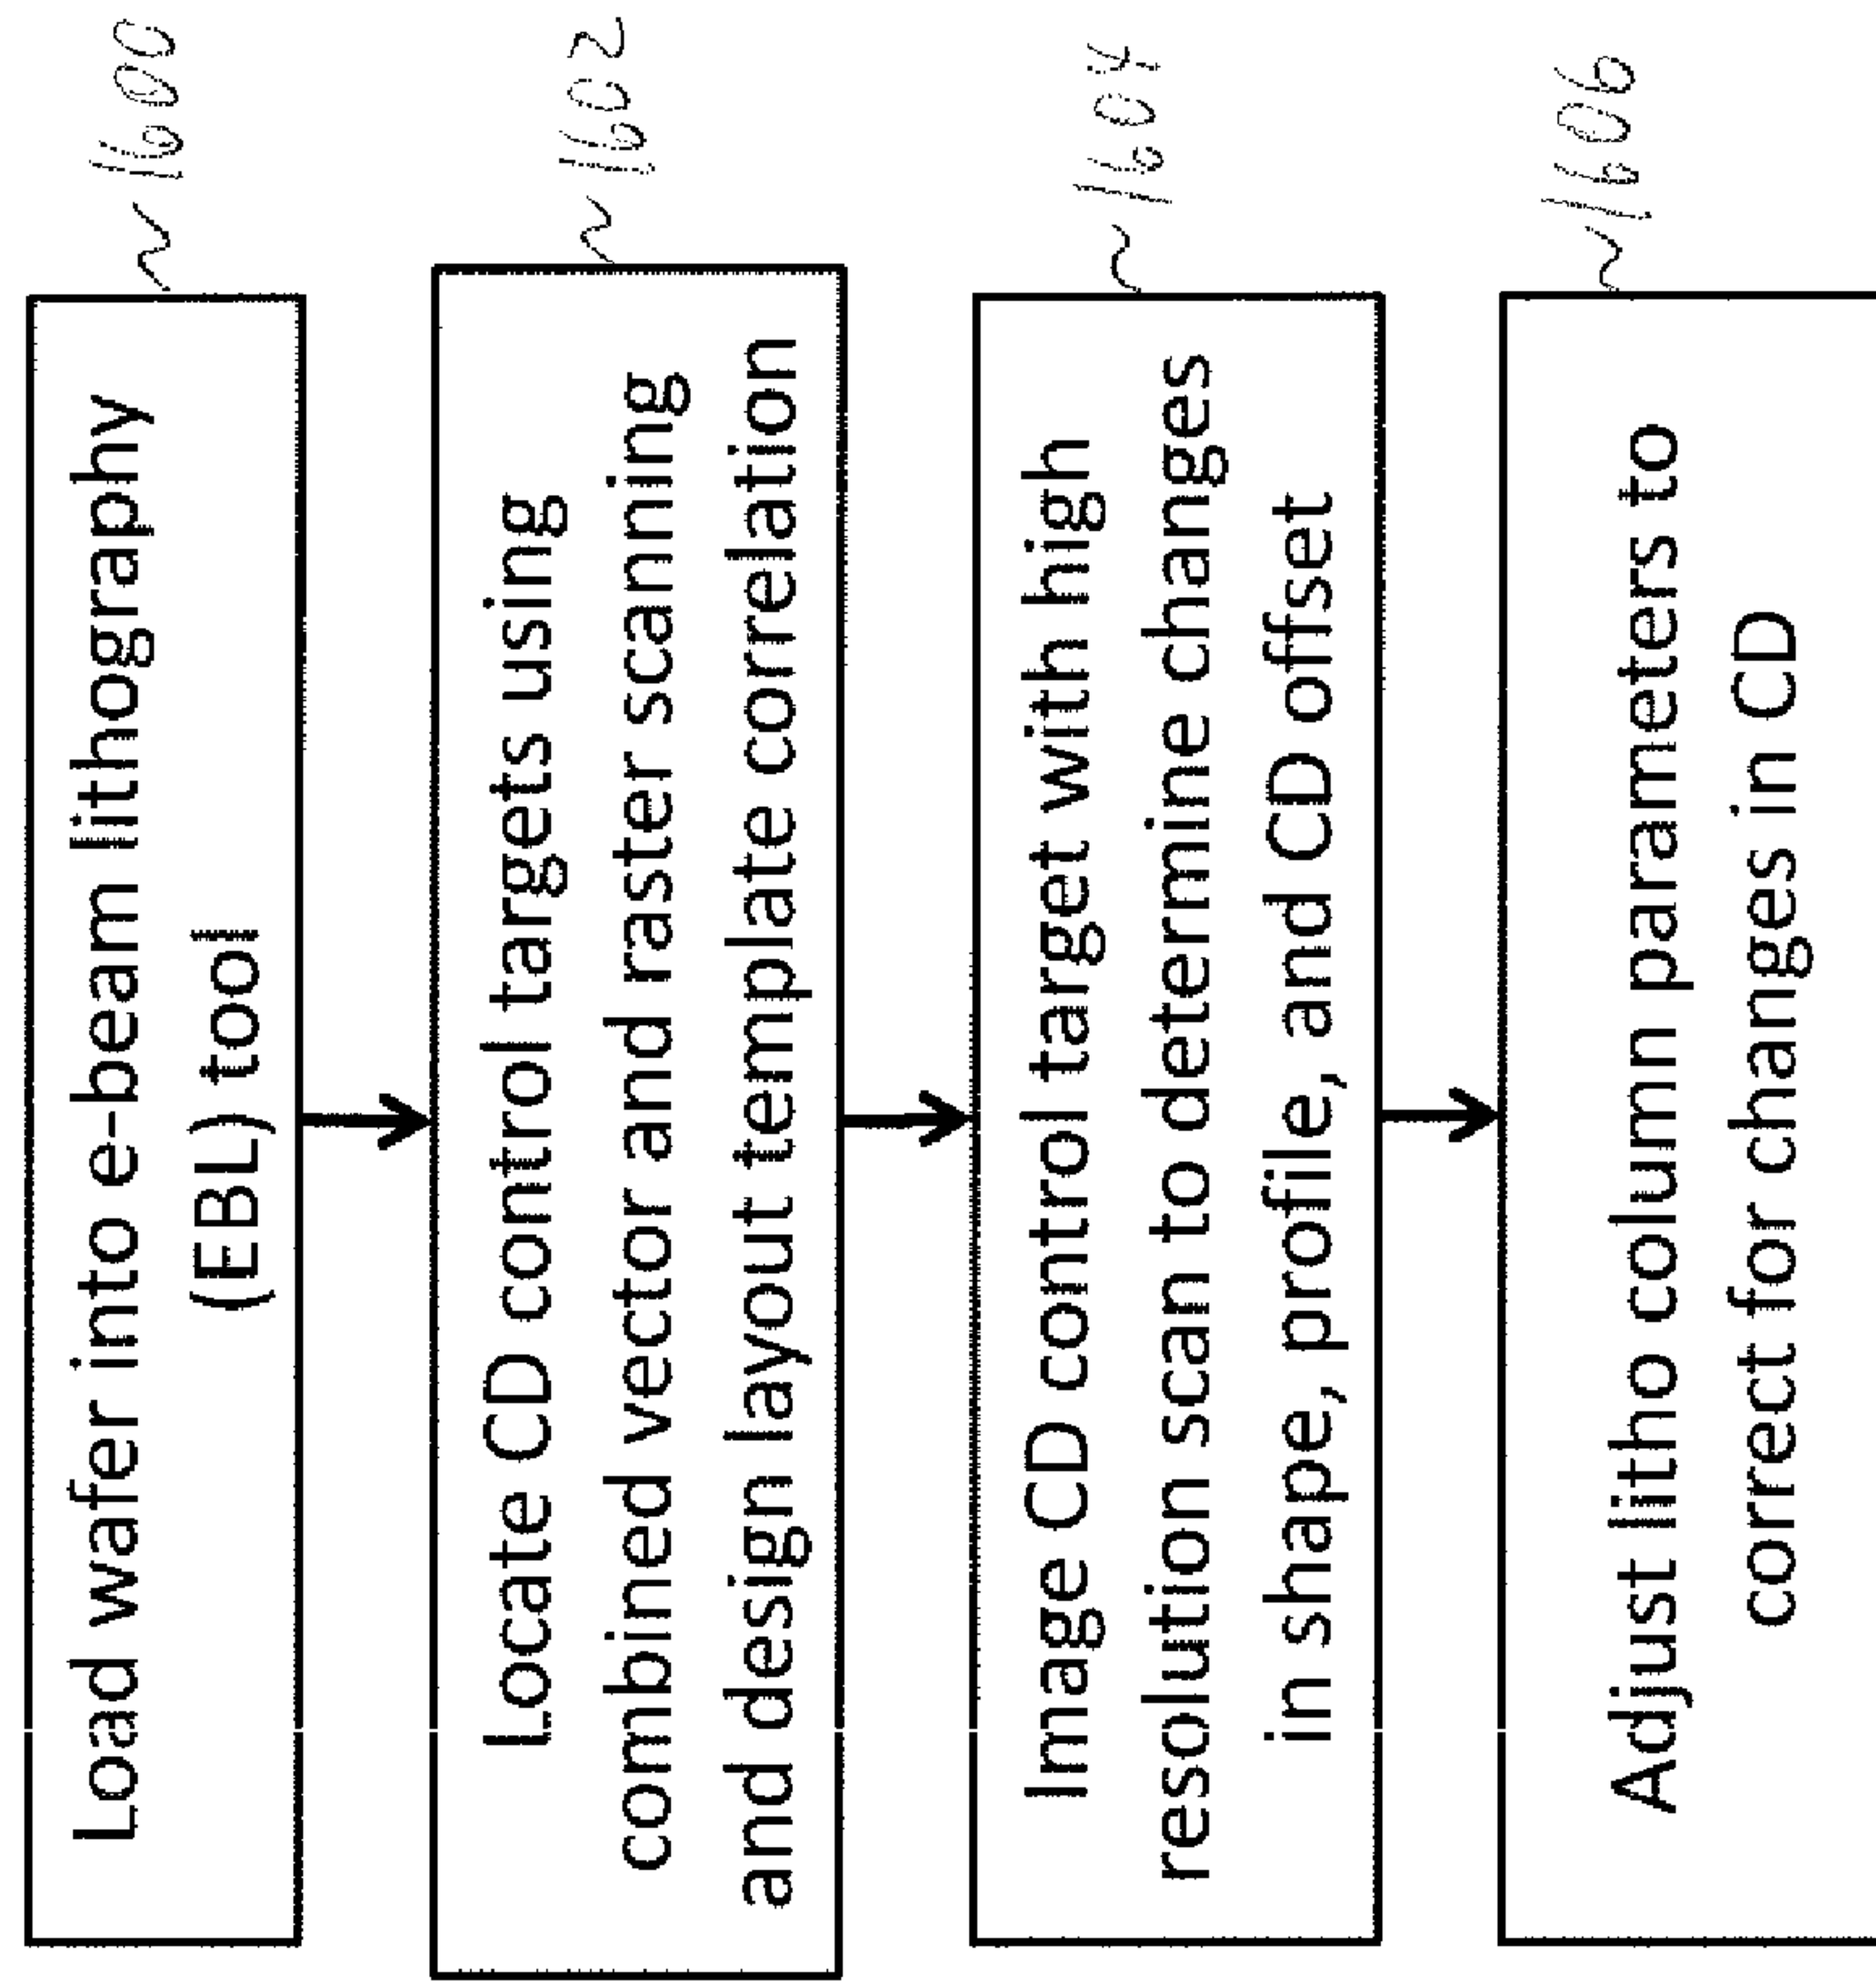 Load wafer into e-beam lithography
(EBL) tool
~1600
Locate CD control targets using
combined vector and raster scanning
and design layout template correlation
~1602
Image CD control target with high
resolution scan to determine changes
in shape, profile, and CD offset
~1604
Adjust litho column parameters to
correct for changes in CD
~1606